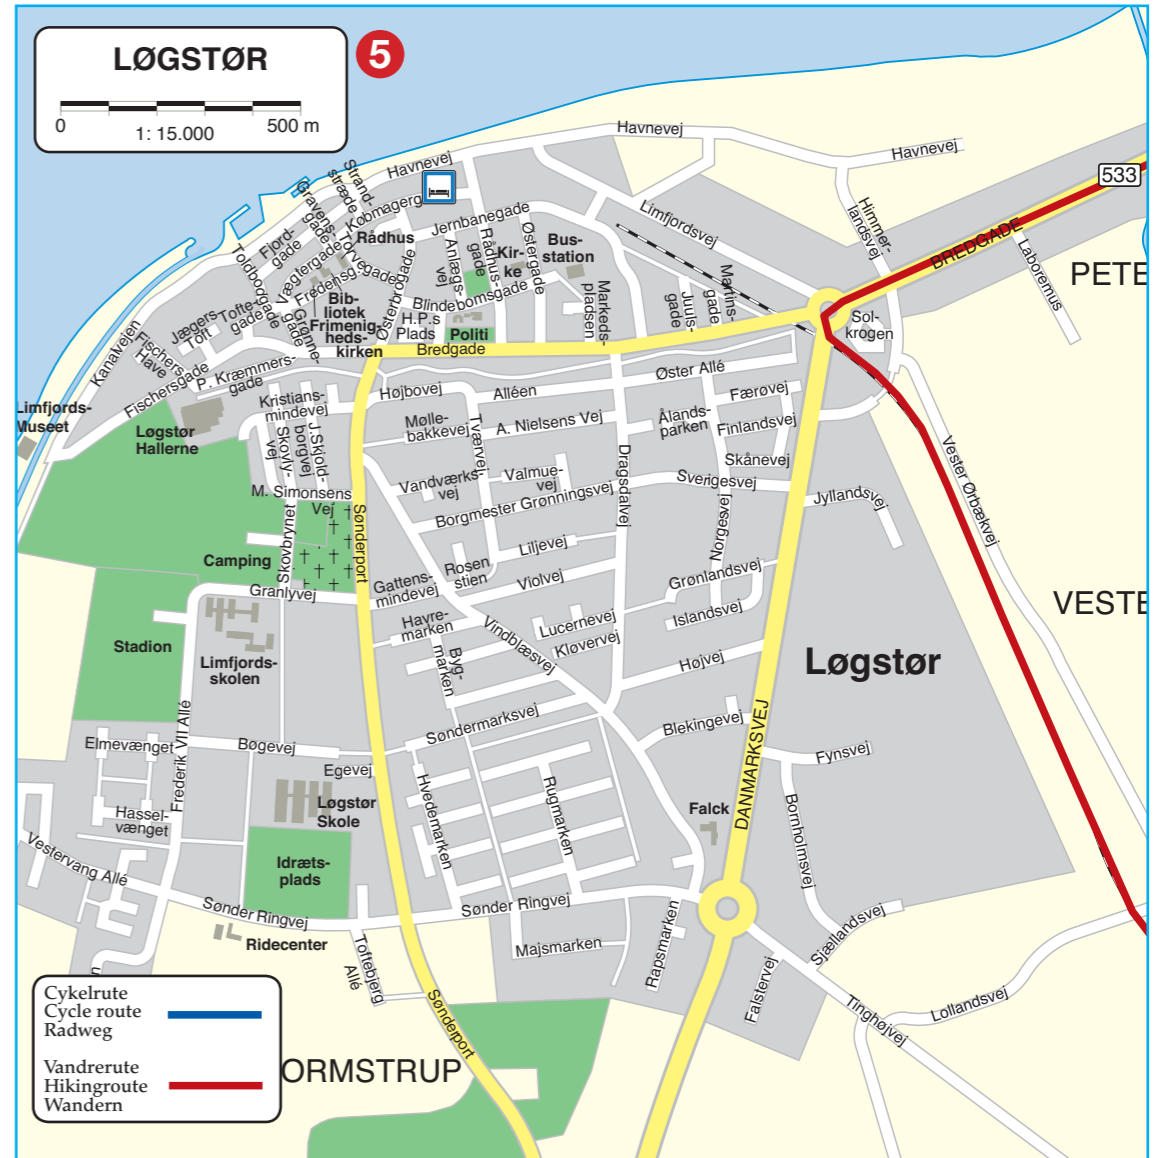 LØGSTØR
0
1: 15.000
500 m
5
Havnevej
Havnevej
Havnevej
533
BREDGADE
Laboremus
PETE
Himmer-
landsvej
Limfjordsvej
Strand-
stræde
Gravens-
gade
Kobmagerg
Torvegade
Rådhus
Jernbanegade
Anlægs-
vej
Rådhus-
gade
Kir-
ke
Østergade
Bus-
station
Fjord-
gade
Toldbodgade
Vægtergade
Fredensg
Bib-
liotek
Frimenig-
heds-
kirken
Østerbrogade
Blindebomsgade
H.P.s
Plads
Politi
Bredgade
Markeds-
pladsen
Juuls-
gade
Martins-
gade
Sol-
krogen
Kanalvejen
Jægers
Toft
Tofte-
gade
Grønne-
gade
Fischers
Have
Fischersgade
P. Kræmmers-
gade
Limfjords-
Museet
Løgstør
Hallerne
Kristians-
mindevej
Højbovej
Alléen
Øster Allé
Færøvej
Skovly-
vej
J.Skjold-
borgvej
Mølle-
bakkevej
Tværvej
A. Nielsens Vej
Ålands-
parken
Finlandsvej
Skånevej
Vandværks-
vej
Valmue-
vej
Dragsdalvej
Sverigesvej
Jyllandsvej
Vester Ørbækvej
M. Simonsens
Vej
Borgmester Grønningsvej
Norgesvej
Skovbrynet
Sønderport
Camping
Granlyvej
Gattens-
mindevej
Rosen
stien
Liljevej
Violvej
Grønlandsvej
Islandsvej
VESTE
Stadion
Limfjords-
skolen
Havre-
marken
Byg-
marken
Vindblæsvej
Lucernevej
Kløvervej
Højvej
Løgstør
Frederik VII Allé
Elmevænget
Bøgevej
Søndermarksvej
Blekingevej
Fynsvej
DANMARKSVEJ
Egevej
Hvedemarken
Rugmarken
Falck
Bornholmsvej
Hassel-
vænget
Løgstør
Skole
Vestervang Allé
Idræts-
plads
Sønder Ringvej
Sønder Ringvej
Ridecenter
Toftebjerg
Allé
Majsmarken
Rapsmarken
Falstervej
Sjællandsvej
Tinghøjvej
Lollandsvej
Sønderport
ORMSTRUP
Cykelrute
Cycle route
Radweg
Vandrerute
Hikingroute
Wandern